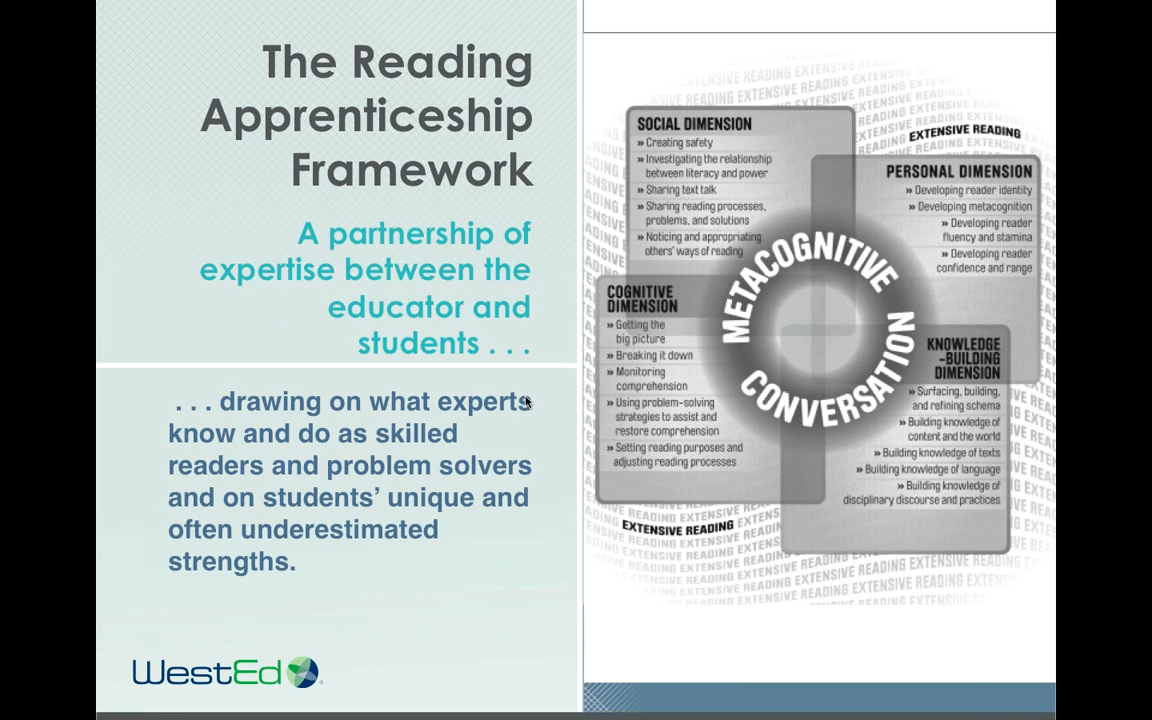 The Reading
Apprenticeship
Framework
A partnership of
expertise between the
educator and
students . . .
. . . drawing on what experts
know and do as skilled
readers and problem solvers
and on students’ unique and
often underestimated
strengths.
WestEd
SOCIAL DIMENSION
» Creating safety
» Investigating the relationship
between literacy and power
» Sharing text talk
» Sharing reading processes,
problems, and solutions
» Noticing and appropriating
others' ways of reading
EXTENSIVE READING
PERSONAL DIMENSION
» Developing reader identity
» Developing metacognition
» Developing reader
fluency and stamina
» Developing reader
confidence and range
METACOGNITIVE
CONVERSATION
COGNITIVE
DIMENSION
» Getting the
big picture
» Breaking it down
» Monitoring
comprehension
» Using problem-solving
strategies to assist and
restore comprehension
» Setting reading purposes and
adjusting reading processes
KNOWLEDGE
-BUILDING
DIMENSION
» Surfacing, building,
and refining schema
» Building knowledge of
content and the world
» Building knowledge of texts
» Building knowledge of language
» Building knowledge of
disciplinary discourse and practices
EXTENSIVE READING